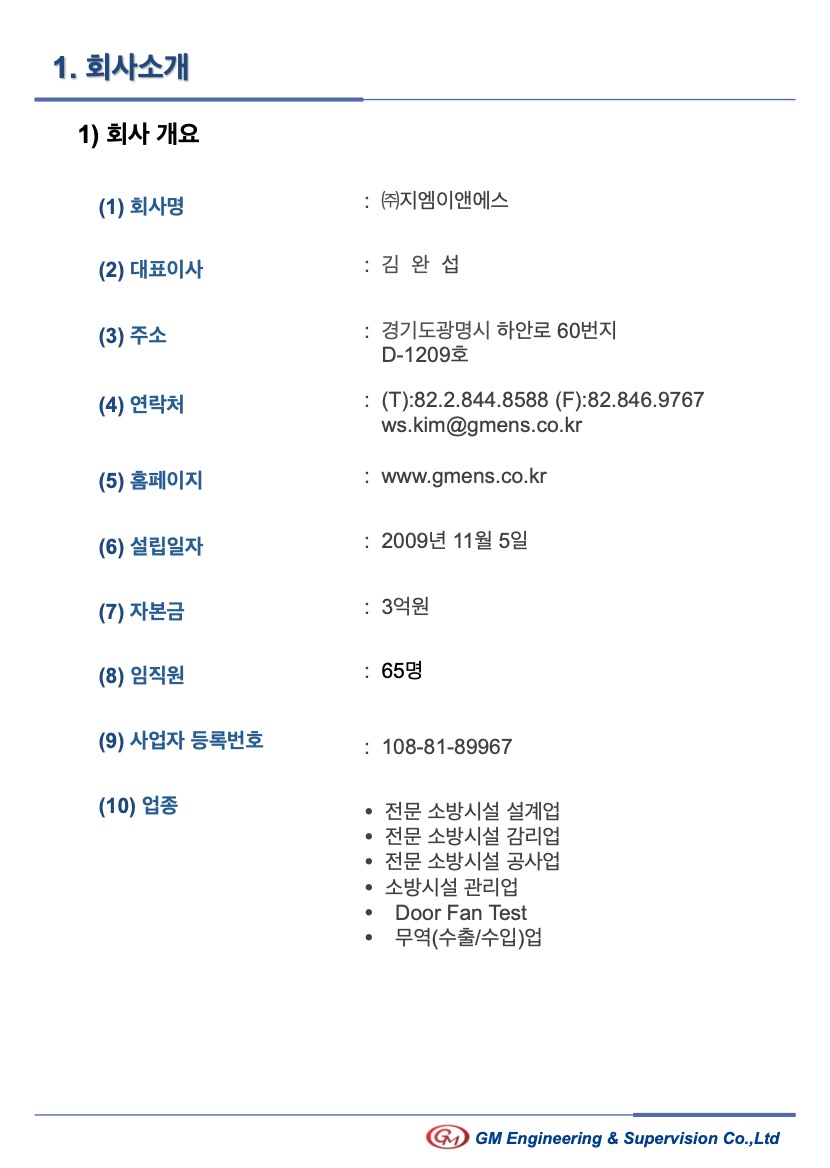 1. 회사소개
1) 회사 개요
(1) 회사명 : ㈜지엠이앤에스
(2) 대표이사 : 김 완 섭
(3) 주소 : 경기도광명시 하안로 60번지
D-1209호
(4) 연락처 : (T):82.2.844.8588 (F):82.846.9767
ws.kim@gmens.co.kr
(5) 홈페이지 : www.gmens.co.kr
(6) 설립일자 : 2009년 11월 5일
(7) 자본금 : 3억원
(8) 임직원 : 65명
(9) 사업자 등록번호 : 108-81-89967
(10) 업종 • 전문 소방시설 설계업
• 전문 소방시설 감리업
• 전문 소방시설 공사업
• 소방시설 관리업
• Door Fan Test
• 무역(수출/수입)업
GM GM Engineering & Supervision Co.,Ltd